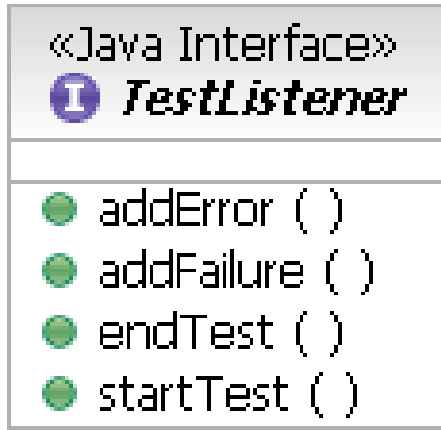 «Java Interface»
I TestListener
addError ( )
addFailure ( )
endTest ( )
startTest ( )